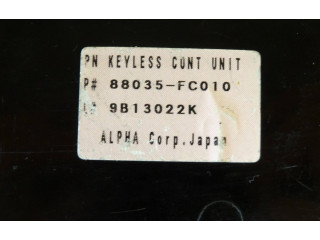 PN KEYLESS CONT UNIT
P# 88035-FC010
9B13022K
ALPHA Corp.Japan